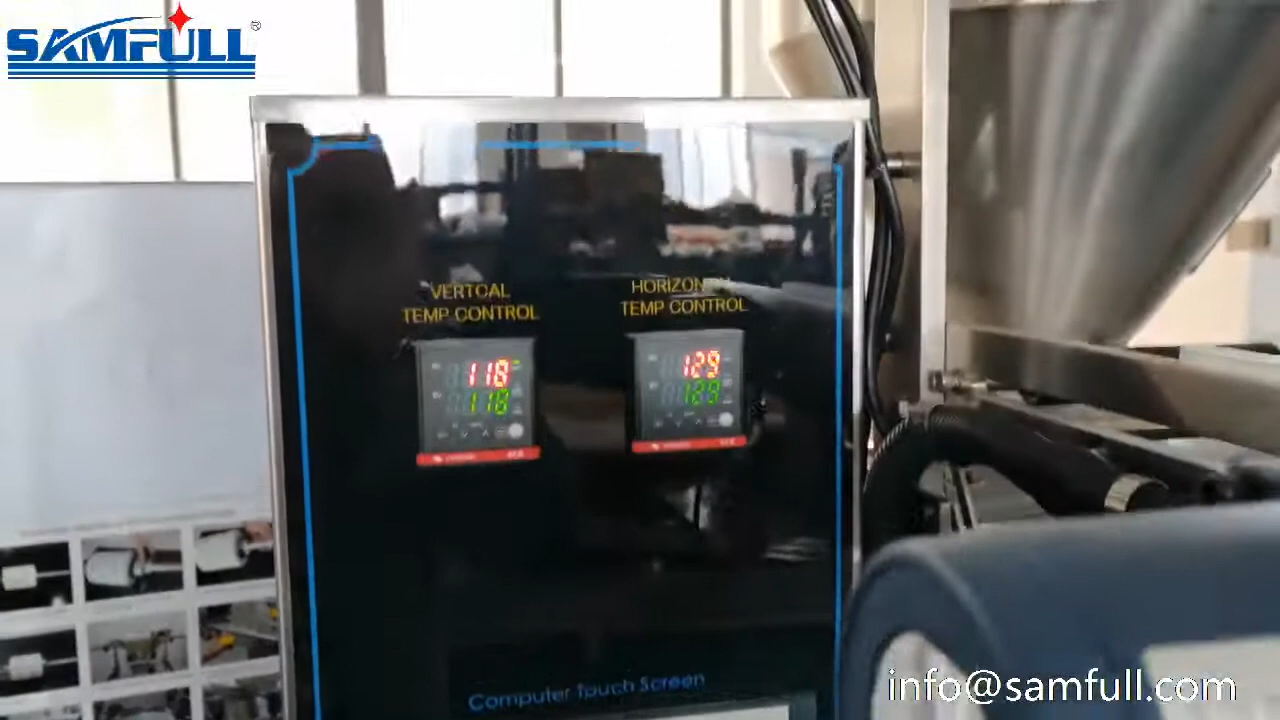 SAMFULL®
VERTCAL
TEMP CONTROL
HORIZONTAL
TEMP CONTROL
118
118
129
129
Computer Touch Screen
info@samfull.com